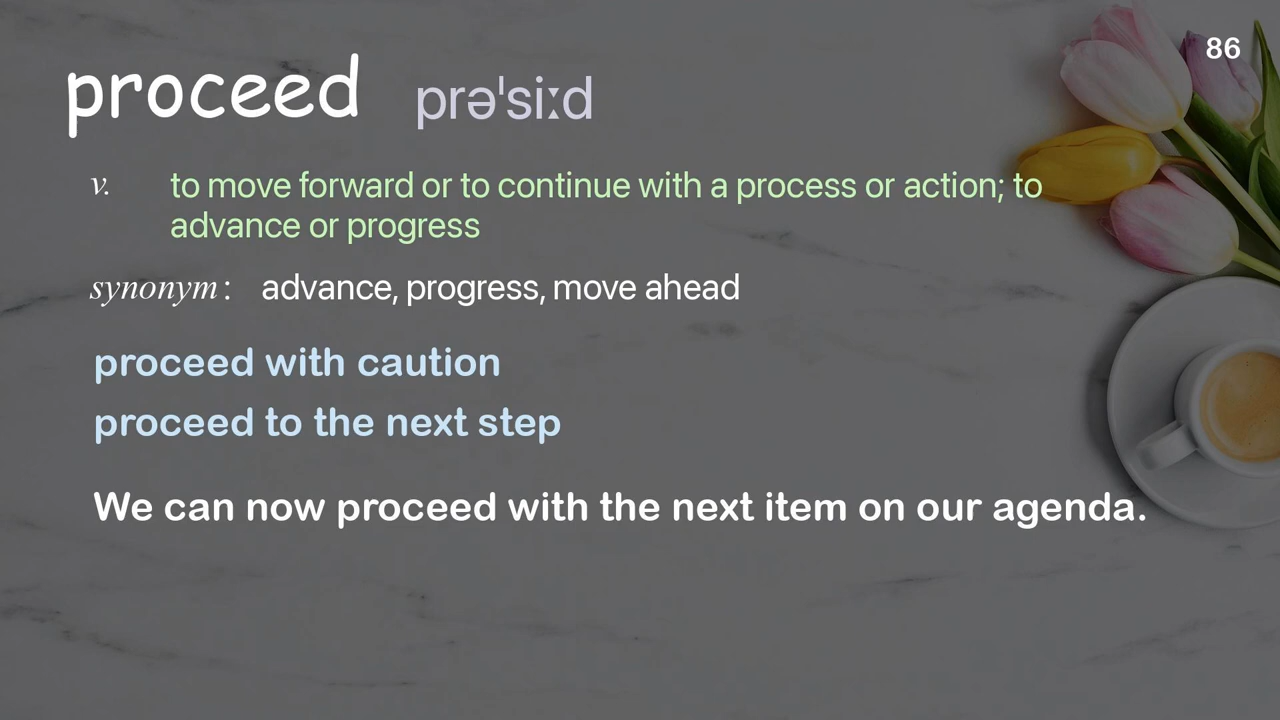 86
proceed prəˈsiːd
v. to move forward or to continue with a process or action; to
advance or progress
synonym : advance, progress, move ahead
proceed with caution
proceed to the next step
We can now proceed with the next item on our agenda.